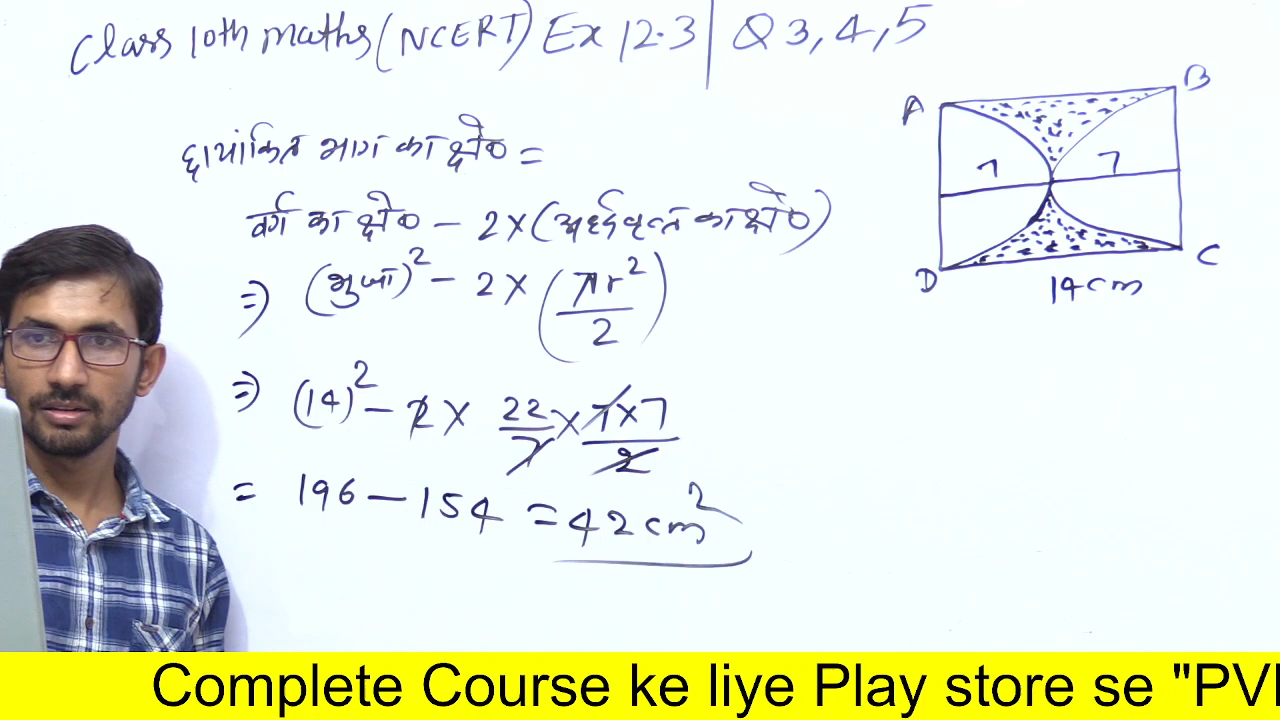 Class 10th maths (NCERT) Ex 12.3 | Q 3, 4, 5
छायांकित भाग का क्षे० =
वर्ग का क्षे० - 2 × (अर्द्धवृत्त का क्षे०)
⇒ (भुजा)² - 2 × (πr²/2)
⇒ (14)² - 2 × 22/7 × 7×7/2
= 196 - 154 = 42 cm²
A B
7 7
D C
14 cm
Complete Course ke liye Play store se "PVI